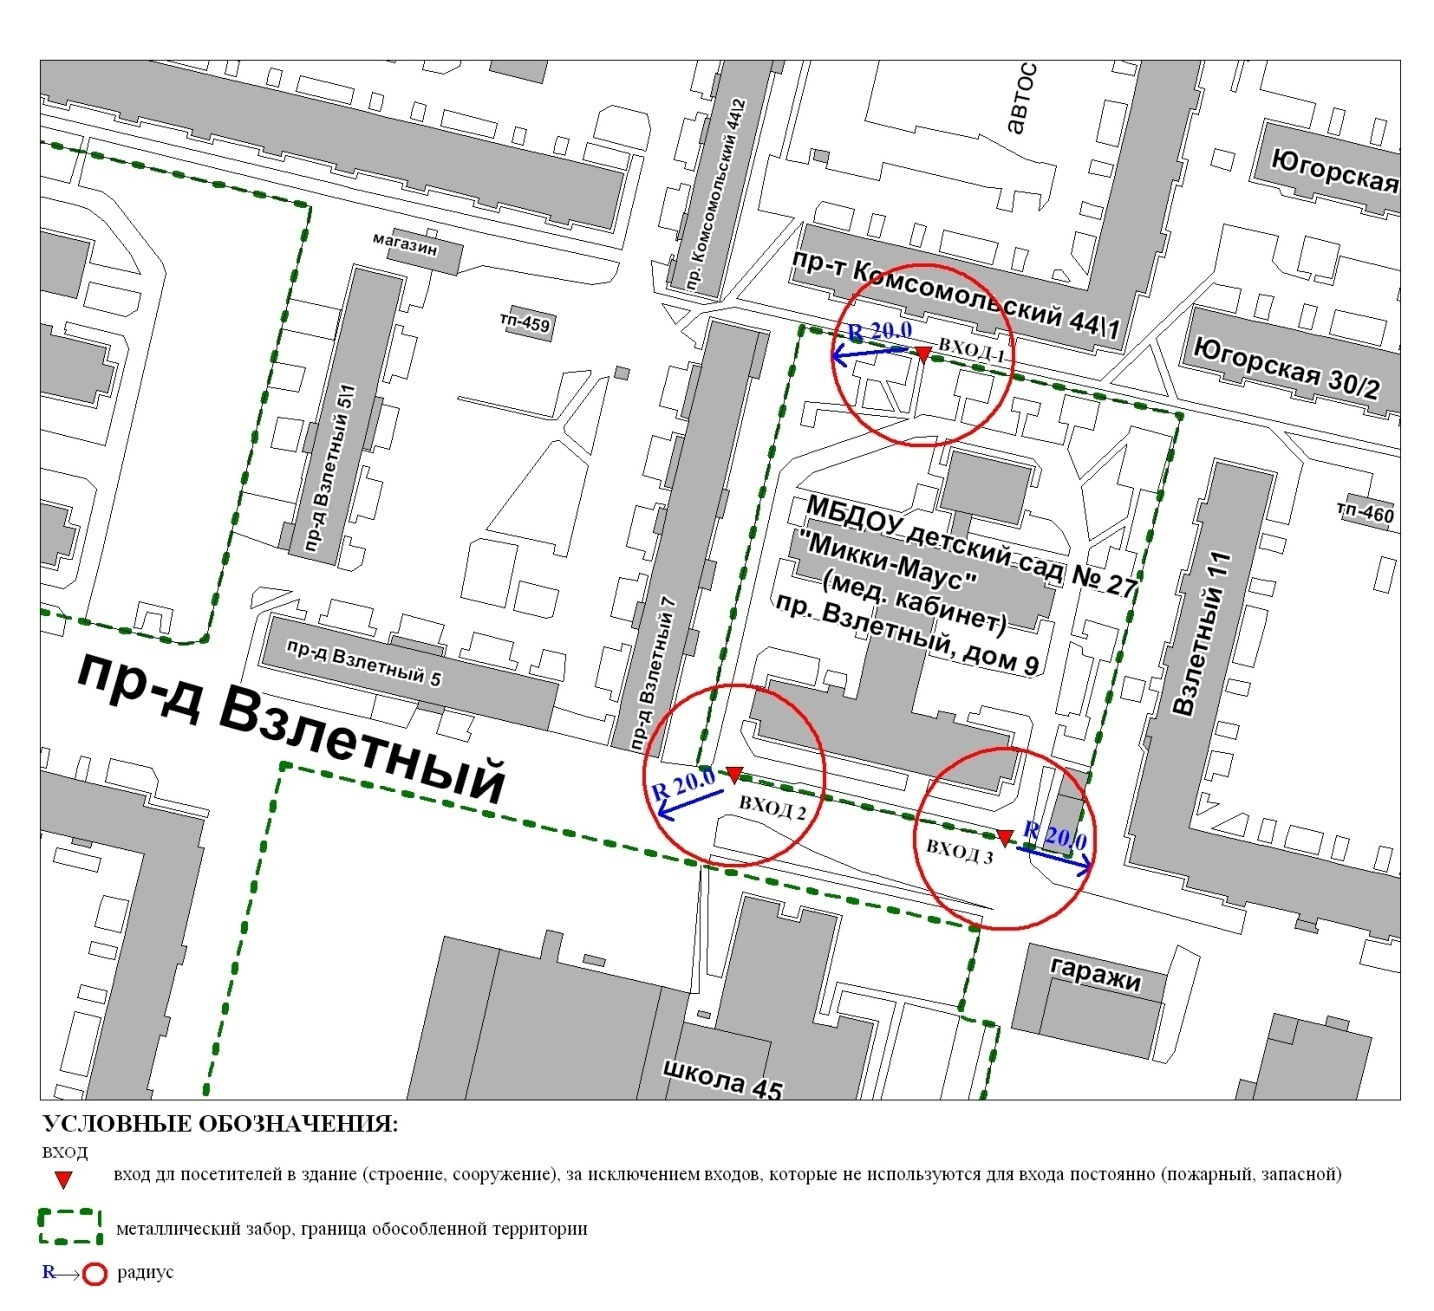 автос
Югорская
пр. Комсомольский 44\2
магазин
пр-т Комсомольский 44\1
тп-459
R 20.0
ВХОД 1
Югорская 30/2
пр-д Взлетный 5\1
тп-460
МБДОУ детский сад № 27
"Микки-Маус"
(мед. кабинет)
пр. Взлетный, дом 9
Взлетный 11
пр-д Взлетный 7
пр-д Взлетный 5
пр-д Взлетный
R 20.0
ВХОД 2
R 20.0
ВХОД 3
гаражи
школа 45
УСЛОВНЫЕ ОБОЗНАЧЕНИЯ:
ВХОД
вход дл посетителей в здание (строение, сооружение), за исключением входов, которые не используются для входа постоянно (пожарный, запасной)
металлический забор, граница обособленной территории
R
радиус